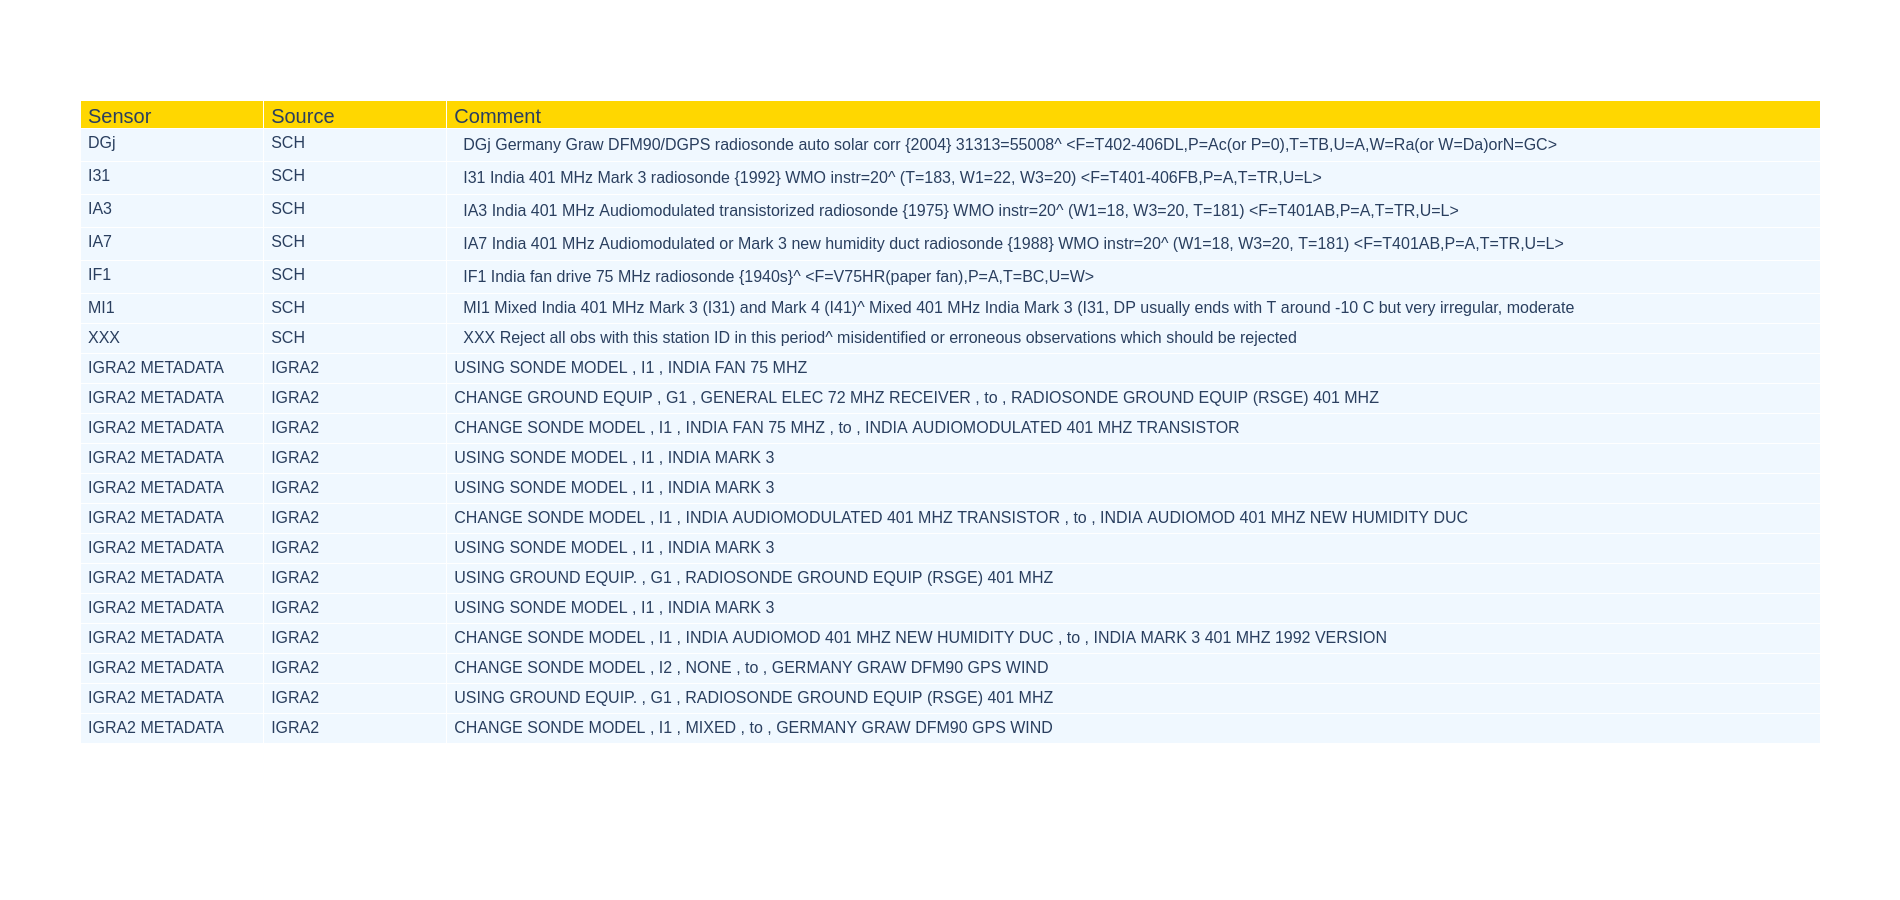 Sensor Source Comment
DGj SCH DGj Germany Graw DFM90/DGPS radiosonde auto solar corr {2004} 31313=55008^ <F=T402-406DL,P=Ac(or P=0),T=TB,U=A,W=Ra(or W=Da)orN=GC>
I31 SCH I31 India 401 MHz Mark 3 radiosonde {1992} WMO instr=20^ (T=183, W1=22, W3=20) <F=T401-406FB,P=A,T=TR,U=L>
IA3 SCH IA3 India 401 MHz Audiomodulated transistorized radiosonde {1975} WMO instr=20^ (W1=18, W3=20, T=181) <F=T401AB,P=A,T=TR,U=L>
IA7 SCH IA7 India 401 MHz Audiomodulated or Mark 3 new humidity duct radiosonde {1988} WMO instr=20^ (W1=18, W3=20, T=181) <F=T401AB,P=A,T=TR,U=L>
IF1 SCH IF1 India fan drive 75 MHz radiosonde {1940s}^ <F=V75HR(paper fan),P=A,T=BC,U=W>
MI1 SCH MI1 Mixed India 401 MHz Mark 3 (I31) and Mark 4 (I41)^ Mixed 401 MHz India Mark 3 (I31, DP usually ends with T around -10 C but very irregular, moderate
XXX SCH XXX Reject all obs with this station ID in this period^ misidentified or erroneous observations which should be rejected
IGRA2 METADATA IGRA2 USING SONDE MODEL , I1 , INDIA FAN 75 MHZ
IGRA2 METADATA IGRA2 CHANGE GROUND EQUIP , G1 , GENERAL ELEC 72 MHZ RECEIVER , to , RADIOSONDE GROUND EQUIP (RSGE) 401 MHZ
IGRA2 METADATA IGRA2 CHANGE SONDE MODEL , I1 , INDIA FAN 75 MHZ , to , INDIA AUDIOMODULATED 401 MHZ TRANSISTOR
IGRA2 METADATA IGRA2 USING SONDE MODEL , I1 , INDIA MARK 3
IGRA2 METADATA IGRA2 USING SONDE MODEL , I1 , INDIA MARK 3
IGRA2 METADATA IGRA2 CHANGE SONDE MODEL , I1 , INDIA AUDIOMODULATED 401 MHZ TRANSISTOR , to , INDIA AUDIOMOD 401 MHZ NEW HUMIDITY DUC
IGRA2 METADATA IGRA2 USING SONDE MODEL , I1 , INDIA MARK 3
IGRA2 METADATA IGRA2 USING GROUND EQUIP. , G1 , RADIOSONDE GROUND EQUIP (RSGE) 401 MHZ
IGRA2 METADATA IGRA2 USING SONDE MODEL , I1 , INDIA MARK 3
IGRA2 METADATA IGRA2 CHANGE SONDE MODEL , I1 , INDIA AUDIOMOD 401 MHZ NEW HUMIDITY DUC , to , INDIA MARK 3 401 MHZ 1992 VERSION
IGRA2 METADATA IGRA2 CHANGE SONDE MODEL , I2 , NONE , to , GERMANY GRAW DFM90 GPS WIND
IGRA2 METADATA IGRA2 USING GROUND EQUIP. , G1 , RADIOSONDE GROUND EQUIP (RSGE) 401 MHZ
IGRA2 METADATA IGRA2 CHANGE SONDE MODEL , I1 , MIXED , to , GERMANY GRAW DFM90 GPS WIND